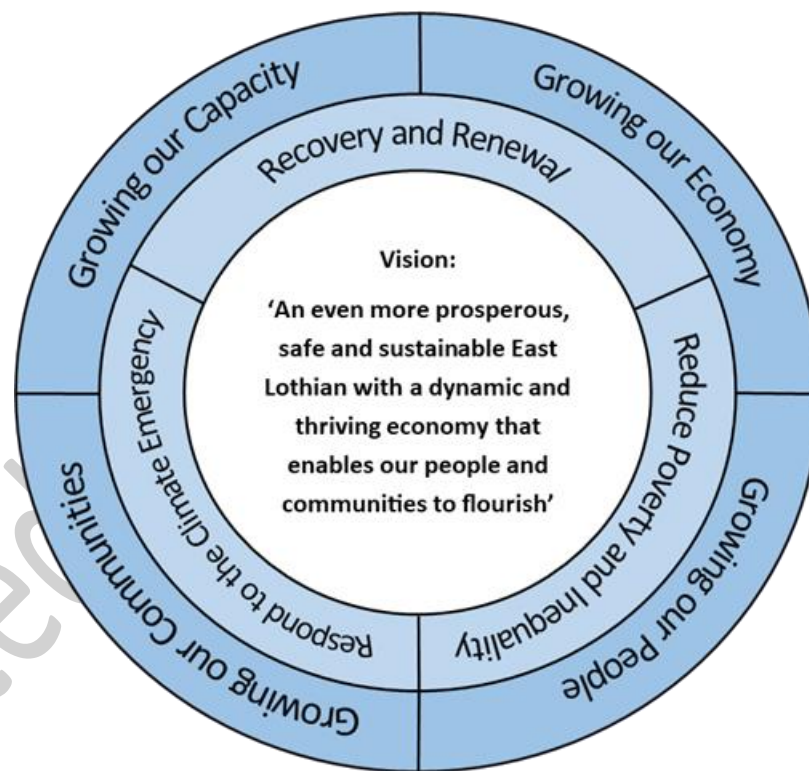 Growing our Capacity
Growing our Economy
Growing our People
Growing our Communities
Recovery and Renewal
Reduce Poverty and Inequality
Respond to the Climate Emergency
Vision:
‘An even more prosperous,
safe and sustainable East
Lothian with a dynamic and
thriving economy that
enables our people and
communities to flourish’